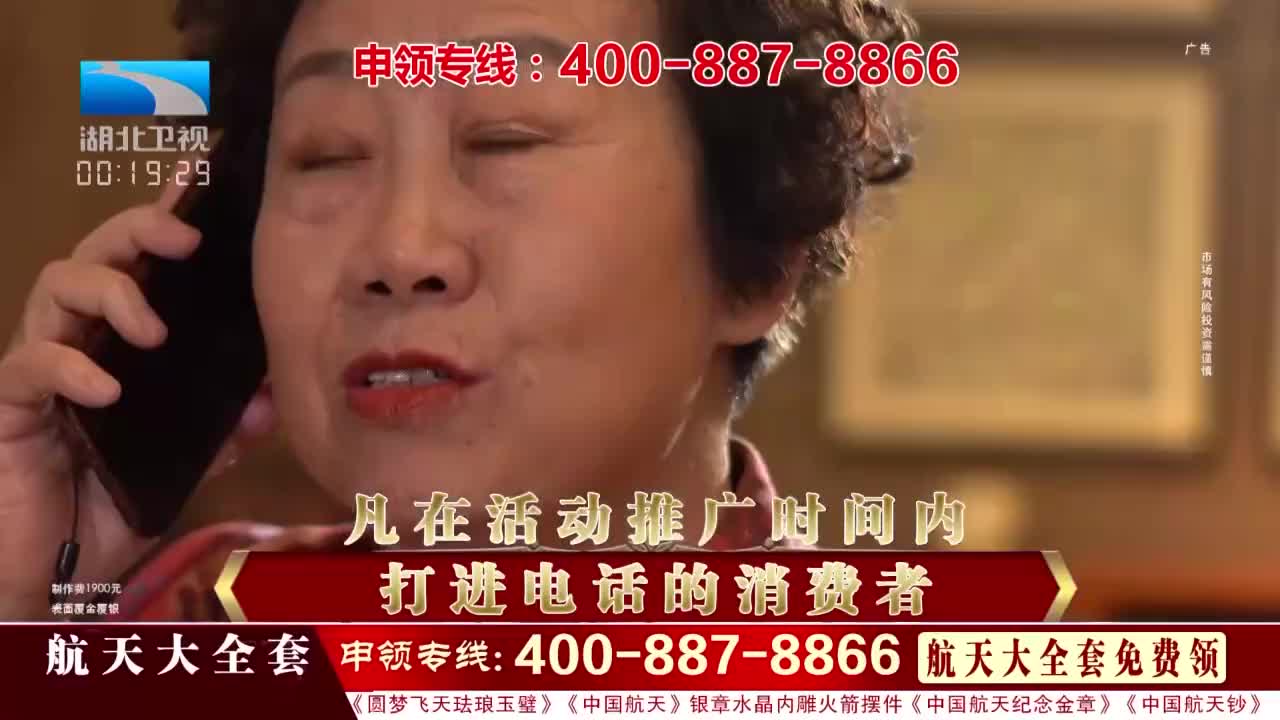 申领专线：400-887-8866
广告
湖北卫视
00:19:29
市场有风险投资需谨慎
凡在活动推广时间内
打进电话的消费者
制作费1900元
表面覆金覆银
航天大全套
申领专线:400-887-8866
航天大全套免费领
《圆梦飞天珐琅玉璧》《中国航天》银章水晶内雕火箭摆件《中国航天纪念金章》《中国航天钞》